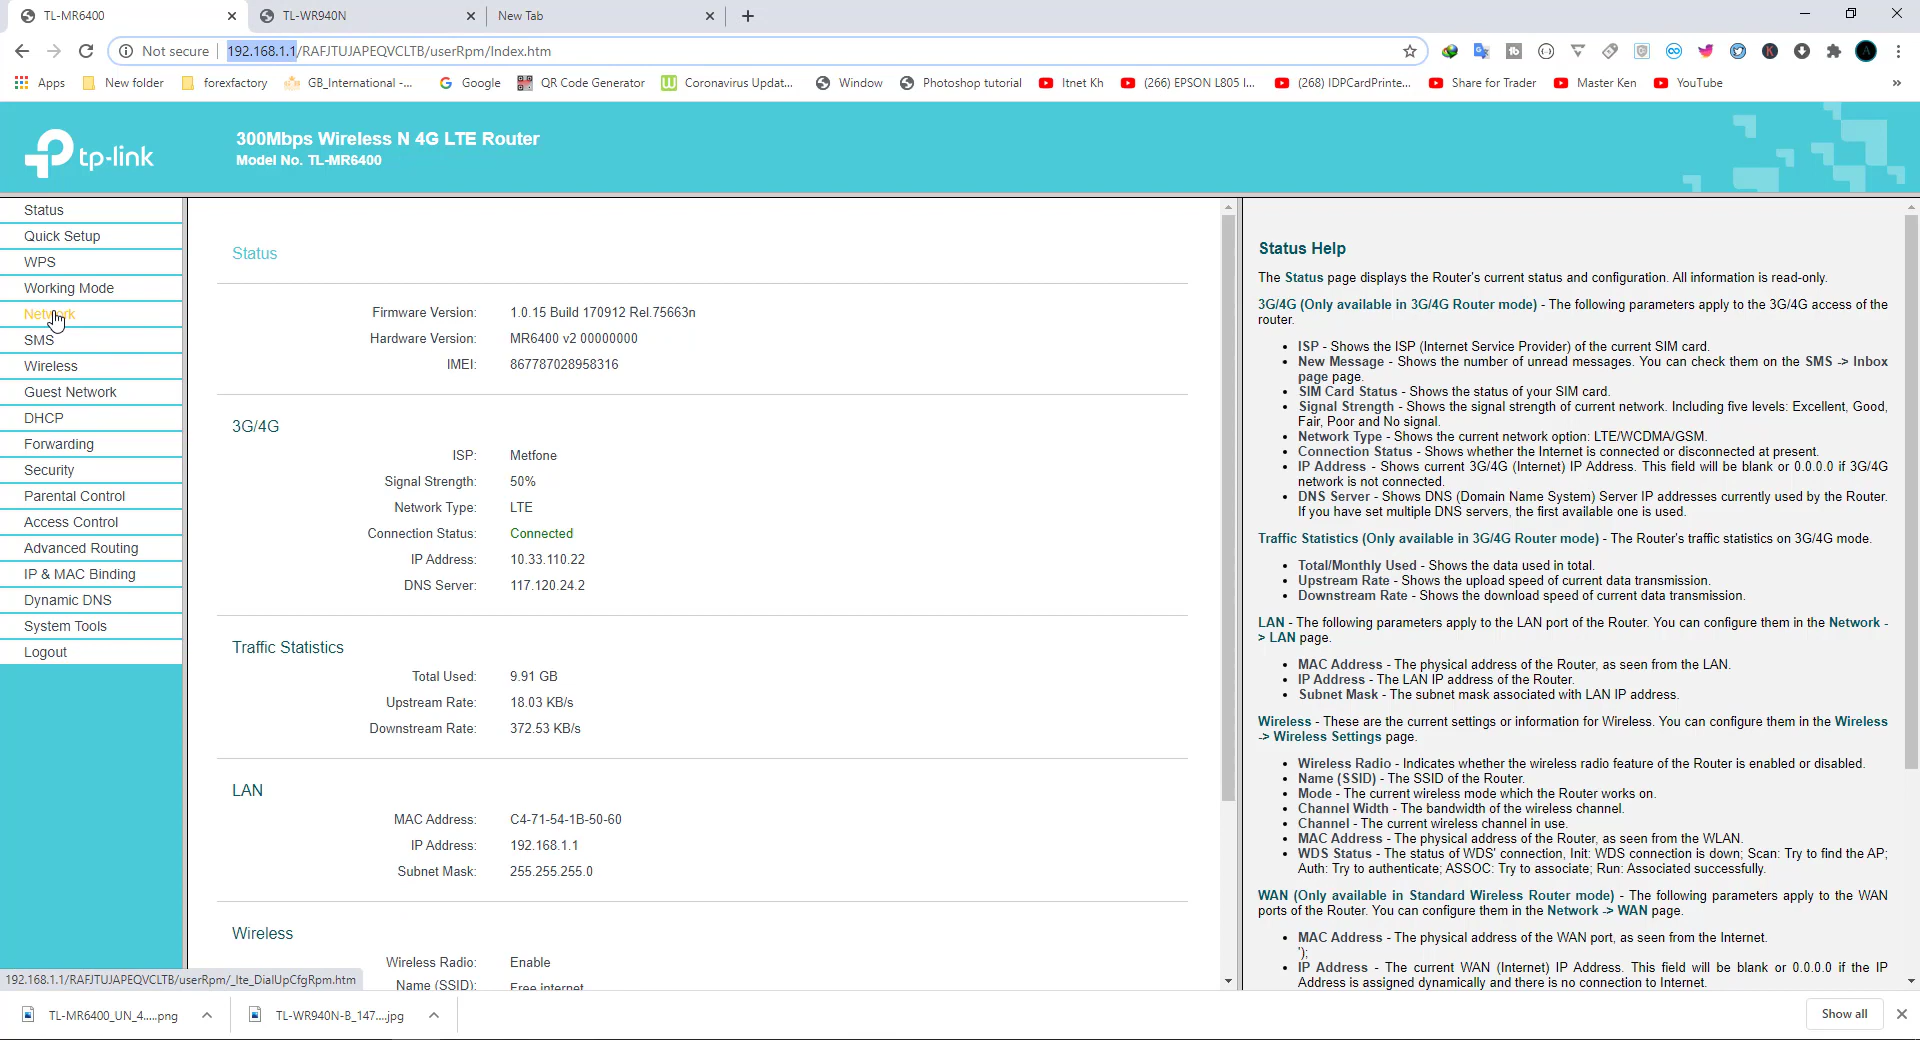 TL-MR6400
TL-WR940N
New Tab
Not secure
192.168.1.1/RAFJTUJAPEQVCLTB/userRpm/Index.htm
Apps
New folder
forexfactory
GB_International -...
Google
QR Code Generator
Coronavirus Updat...
Window
Photoshop tutorial
Itnet Kh
(266) EPSON L805 I...
(268) IDPCardPrinte...
Share for Trader
Master Ken
YouTube
»
tp-link
300Mbps Wireless N 4G LTE Router
Model No. TL-MR6400
Status
Quick Setup
WPS
Working Mode
Network
SMS
Wireless
Guest Network
DHCP
Forwarding
Security
Parental Control
Access Control
Advanced Routing
IP & MAC Binding
Dynamic DNS
System Tools
Logout
Status
Firmware Version: 1.0.15 Build 170912 Rel.75663n
Hardware Version: MR6400 v2 00000000
IMEI: 867787028958316
3G/4G
ISP: Metfone
Signal Strength: 50%
Network Type: LTE
Connection Status: Connected
IP Address: 10.33.110.22
DNS Server: 117.120.24.2
Traffic Statistics
Total Used: 9.91 GB
Upstream Rate: 18.03 KB/s
Downstream Rate: 372.53 KB/s
LAN
MAC Address: C4-71-54-1B-50-60
IP Address: 192.168.1.1
Subnet Mask: 255.255.255.0
Wireless
Wireless Radio: Enable
Name (SSID): Free internet
Status Help
The Status page displays the Router's current status and configuration. All information is read-only.
3G/4G (Only available in 3G/4G Router mode) - The following parameters apply to the 3G/4G access of the
router.
• ISP - Shows the ISP (Internet Service Provider) of the current SIM card.
• New Message - Shows the number of unread messages. You can check them on the SMS -> Inbox
page page.
• SIM Card Status - Shows the status of your SIM card.
• Signal Strength - Shows the signal strength of current network. Including five levels: Excellent, Good,
Fair, Poor and No signal.
• Network Type - Shows the current network option: LTE/WCDMA/GSM.
• Connection Status - Shows whether the Internet is connected or disconnected at present.
• IP Address - Shows current 3G/4G (Internet) IP Address. This field will be blank or 0.0.0.0 if 3G/4G
network is not connected.
• DNS Server - Shows DNS (Domain Name System) Server IP addresses currently used by the Router.
If you have set multiple DNS servers, the first available one is used.
Traffic Statistics (Only available in 3G/4G Router mode) - The Router's traffic statistics on 3G/4G mode.
• Total/Monthly Used - Shows the data used in total.
• Upstream Rate - Shows the upload speed of current data transmission.
• Downstream Rate - Shows the download speed of current data transmission.
LAN - The following parameters apply to the LAN port of the Router. You can configure them in the Network -
> LAN page.
• MAC Address - The physical address of the Router, as seen from the LAN.
• IP Address - The LAN IP address of the Router.
• Subnet Mask - The subnet mask associated with LAN IP address.
Wireless - These are the current settings or information for Wireless. You can configure them in the Wireless
-> Wireless Settings page.
• Wireless Radio - Indicates whether the wireless radio feature of the Router is enabled or disabled.
• Name (SSID) - The SSID of the Router.
• Mode - The current wireless mode which the Router works on.
• Channel Width - The bandwidth of the wireless channel.
• Channel - The current wireless channel in use.
• MAC Address - The physical address of the Router, as seen from the WLAN.
• WDS Status - The status of WDS' connection, Init: WDS connection is down; Scan: Try to find the AP;
Auth: Try to authenticate; ASSOC: Try to associate; Run: Associated successfully.
WAN (Only available in Standard Wireless Router mode) - The following parameters apply to the WAN
ports of the Router. You can configure them in the Network -> WAN page.
• MAC Address - The physical address of the WAN port, as seen from the Internet.
');
• IP Address - The current WAN (Internet) IP Address. This field will be blank or 0.0.0.0 if the IP
Address is assigned dynamically and there is no connection to Internet.
192.168.1.1/RAFJTUJAPEQVCLTB/userRpm/_lte_DialUpCfgRpm.htm
TL-MR6400_UN_4.....png
TL-WR940N-B_147....jpg
Show all